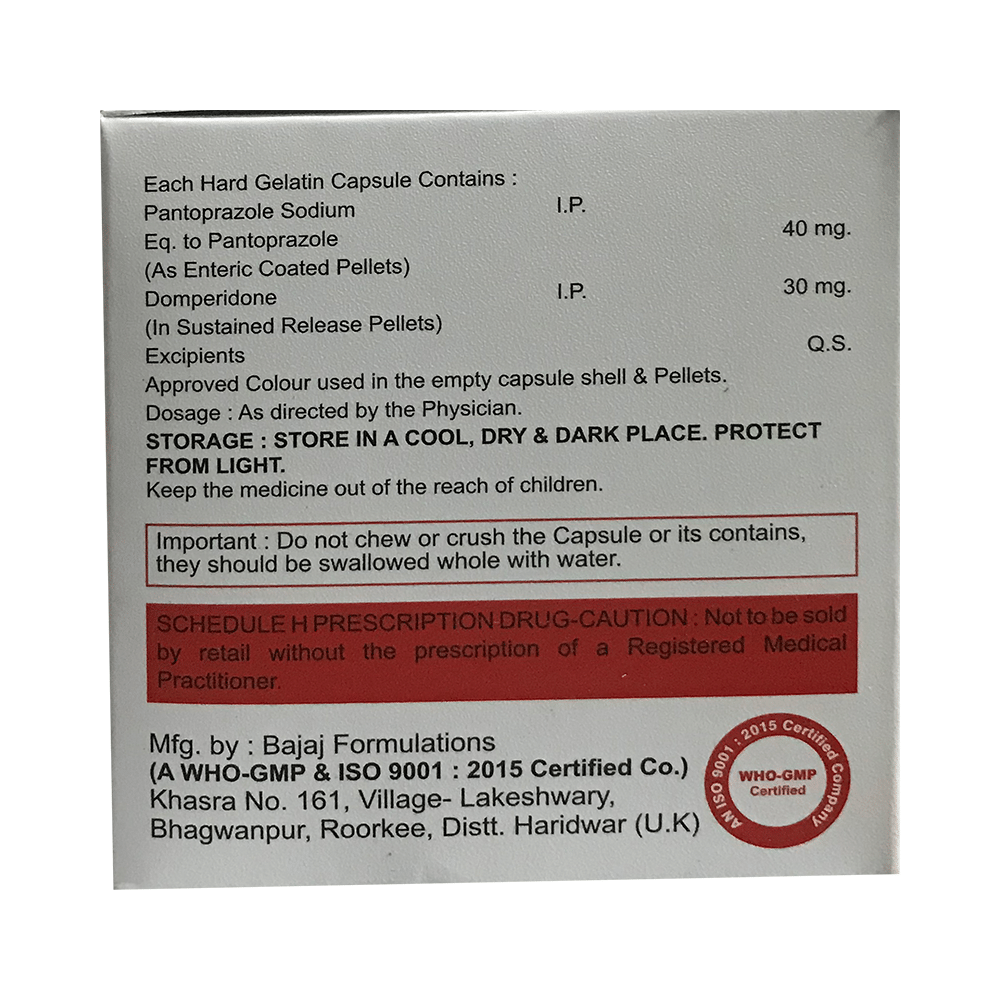 Each Hard Gelatin Capsule Contains :
Pantoprazole Sodium I.P.
Eq. to Pantoprazole 40 mg.
(As Enteric Coated Pellets)
Domperidone I.P. 30 mg.
(In Sustained Release Pellets)
Excipients Q.S.
Approved Colour used in the empty capsule shell & Pellets.
Dosage : As directed by the Physician.
STORAGE : STORE IN A COOL, DRY & DARK PLACE. PROTECT
FROM LIGHT.
Keep the medicine out of the reach of children.
Important : Do not chew or crush the Capsule or its contains,
they should be swallowed whole with water.
SCHEDULE H PRESCRIPTION DRUG-CAUTION : Not to be sold
by retail without the prescription of a Registered Medical
Practitioner.
Mfg. by : Bajaj Formulations
(A WHO-GMP & ISO 9001 : 2015 Certified Co.)
Khasra No. 161, Village- Lakeshwary,
Bhagwanpur, Roorkee, Distt. Haridwar (U.K)
AN ISO 9001 : 2015 Certified Company
WHO-GMP
Certified